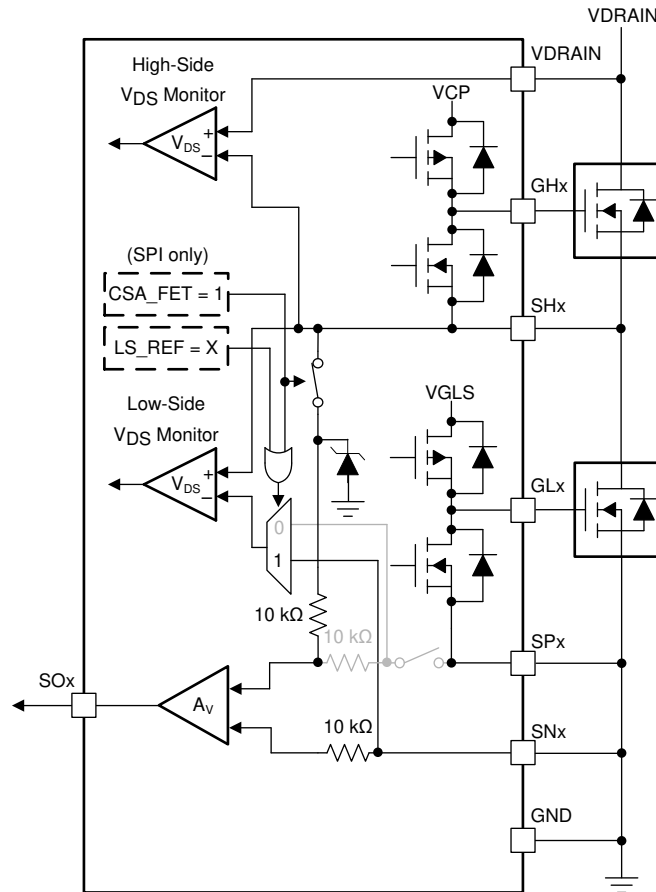 VDRAIN
High-Side
VDS Monitor
VDRAIN
VCP
+
VDS
−
GHx
(SPI only)
CSA_FET = 1
SHx
LS_REF = X
Low-Side
VDS Monitor
VGLS
+
VDS
−
GLx
0
1
10 kΩ
10 kΩ
SPx
SOx
AV
10 kΩ
SNx
GND